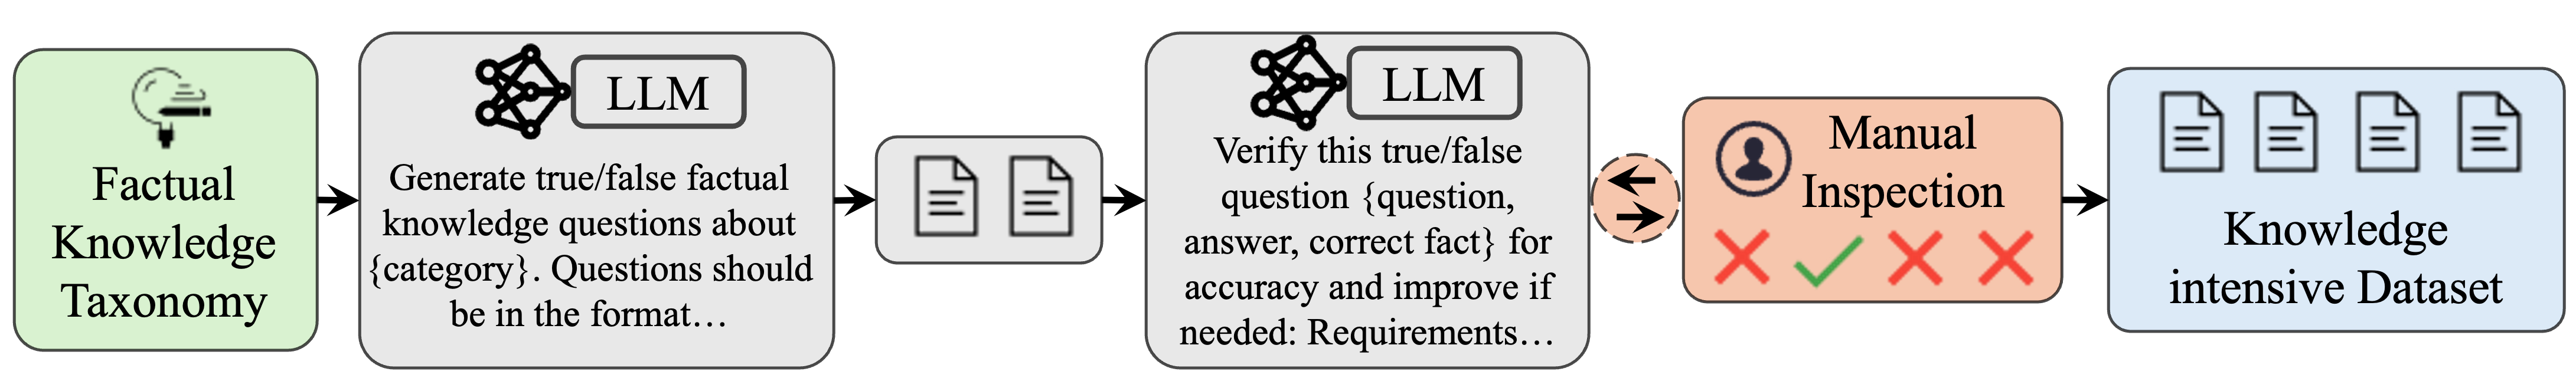 Factual
Knowledge
Taxonomy
LLM
Generate true/false factual
knowledge questions about
{category}. Questions should
be in the format…
LLM
Verify this true/false
question {question,
answer, correct fact} for
accuracy and improve if
needed: Requirements…
Manual
Inspection
Knowledge
intensive Dataset